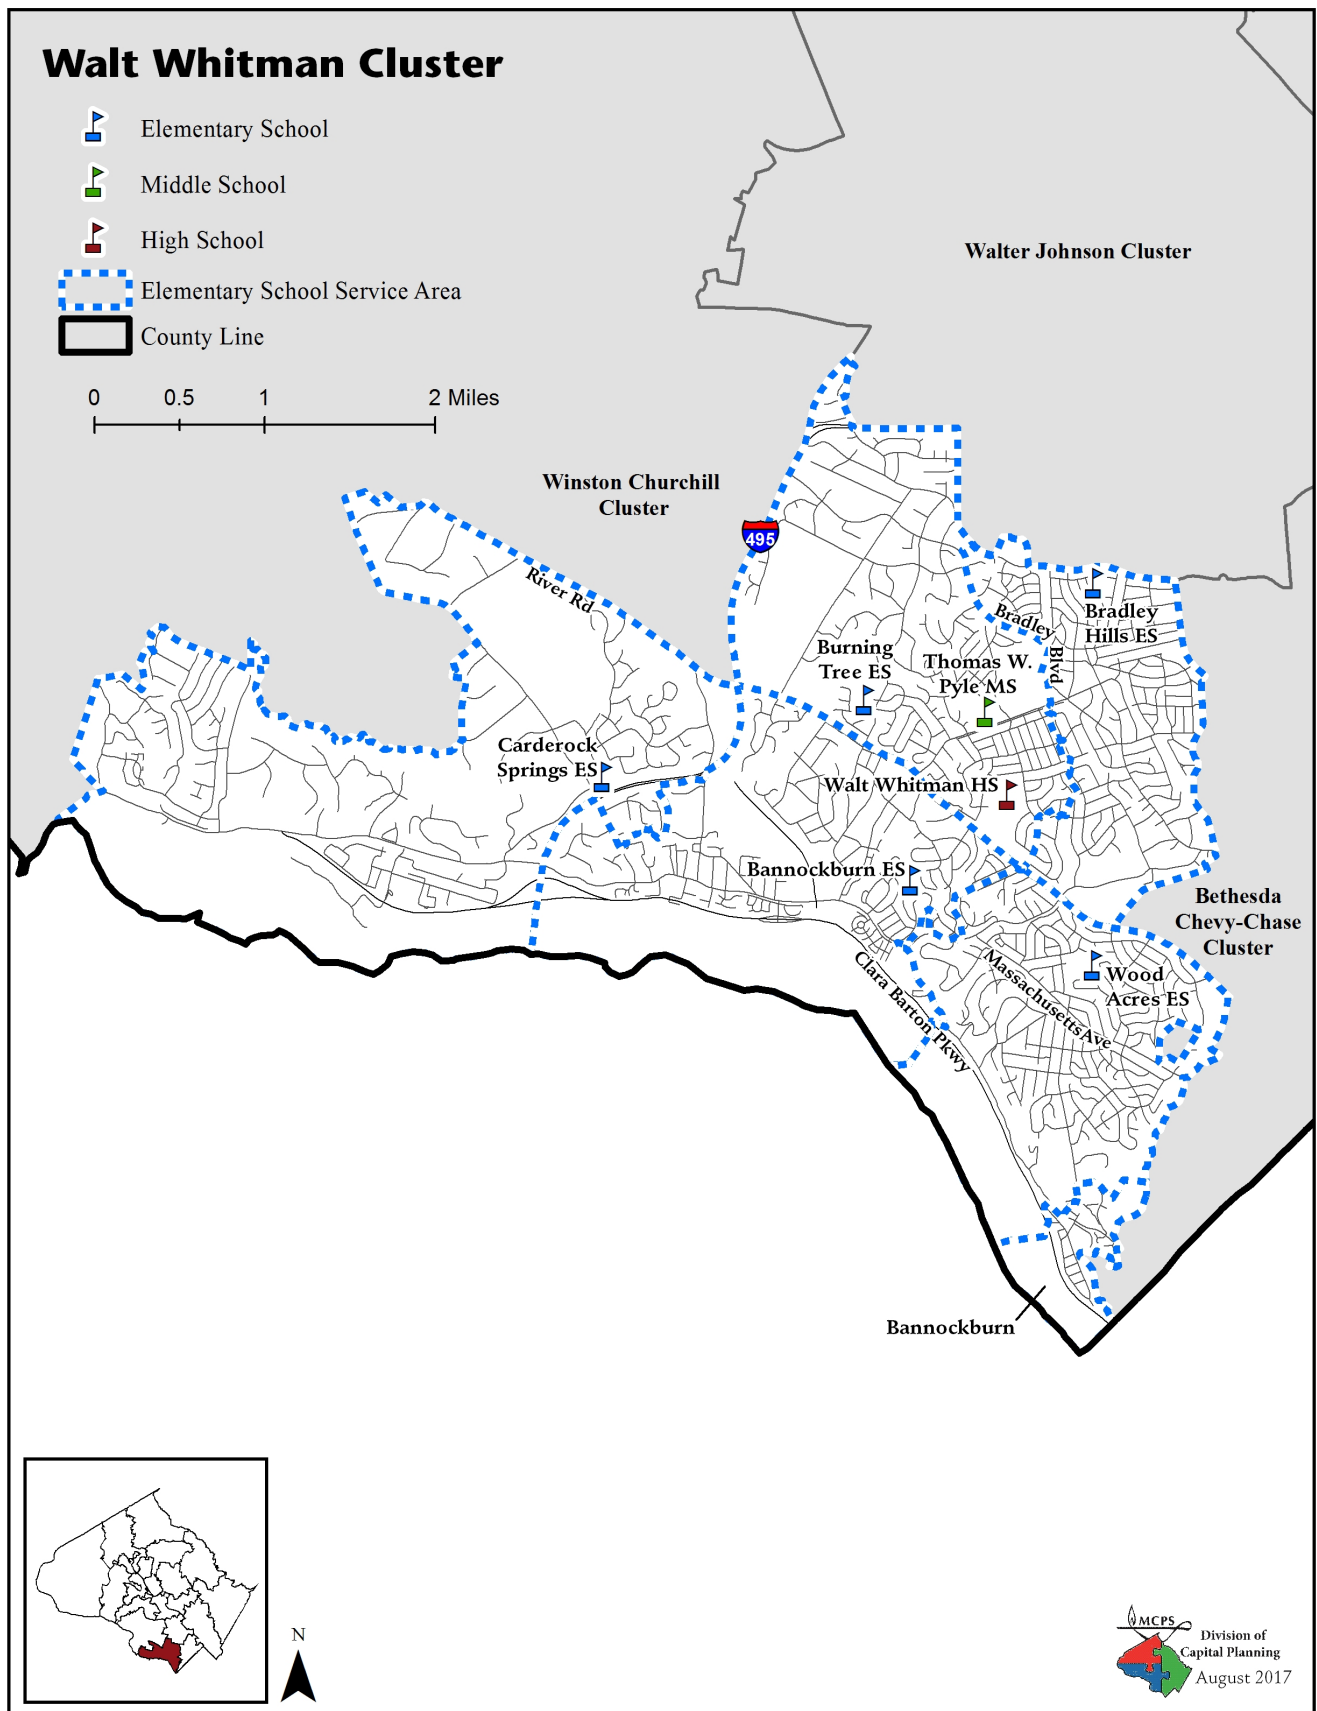 Walt Whitman Cluster
Elementary School
Middle School
High School
Elementary School Service Area
County Line
0 0.5 1 2 Miles
Walter Johnson Cluster
Winston Churchill
Cluster
495
River Rd
Bradley
Blvd
Bradley
Hills ES
Burning
Tree ES
Thomas W.
Pyle MS
Carderock
Springs ES
Walt Whitman HS
Bannockburn ES
Bethesda
Chevy-Chase
Cluster
Wood
Acres ES
Massachusetts Ave
Clara Barton Pkwy
Bannockburn
N
MCPS
Division of
Capital Planning
August 2017